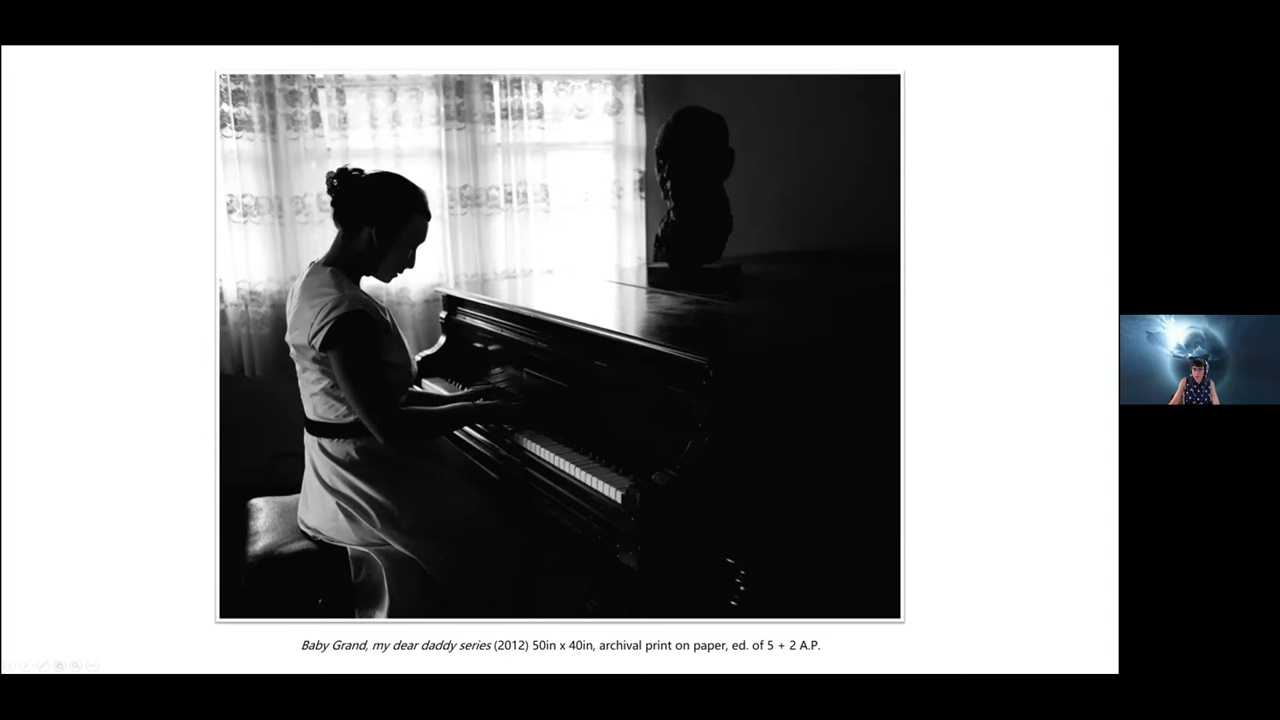 Baby Grand, my dear daddy series (2012) 50in x 40in, archival print on paper, ed. of 5 + 2 A.P.